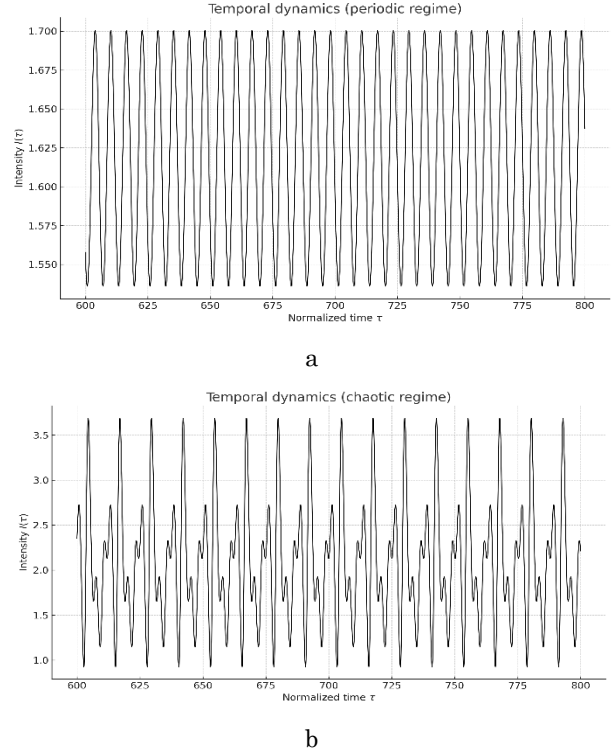 Temporal dynamics (periodic regime)
1.700
1.675
1.650
1.625
1.600
1.575
1.550
Intensity I(τ)
600 625 650 675 700 725 750 775 800
Normalized time τ
a
Temporal dynamics (chaotic regime)
3.5
3.0
2.5
2.0
1.5
1.0
Intensity I(τ)
600 625 650 675 700 725 750 775 800
Normalized time τ
b